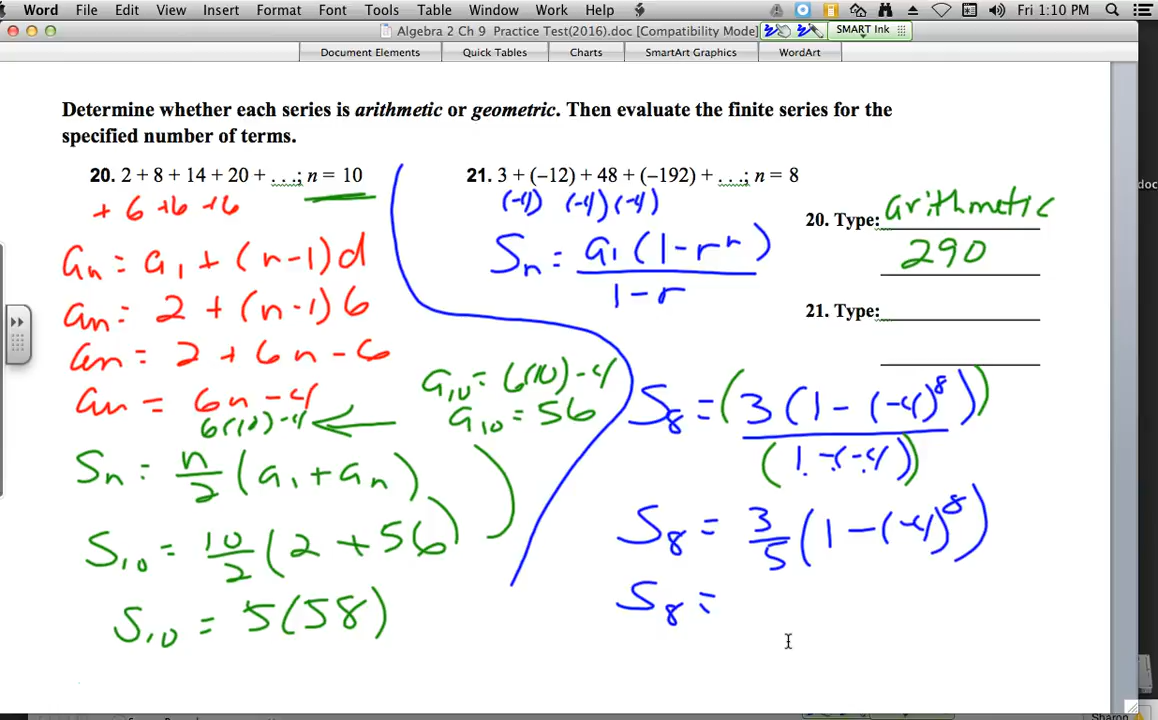 Word File Edit View Insert Format Font Tools Table Window Work Help Fri 1:10 PM
Algebra 2 Ch 9 Practice Test(2016).doc [Compatibility Mode] SMART Ink
Document Elements Quick Tables Charts SmartArt Graphics WordArt
Determine whether each series is arithmetic or geometric. Then evaluate the finite series for the
specified number of terms.
20. 2 + 8 + 14 + 20 + . . .; n = 10
+ 6 +6 +6
an = a1 + (n-1)d
an = 2 + (n-1)6
an = 2 + 6n - 6
an = 6n - 4
6(10)-4
a10 = 6(10) - 4
a10 = 56
Sn = n/2 (a1 + an)
S10 = 10/2 (2 + 56)
S10 = 5(58)
21. 3 + (−12) + 48 + (−192) + . . .; n = 8
(-4) (-4) (-4)
Sn = a1(1-r^n) / 1-r
S8 = (3(1-(-4)^8)) / (1-(-4))
S8 = 3/5 (1-(-4)^8)
S8 =
20. Type: arithmetic
290
21. Type:
doc
Sharon